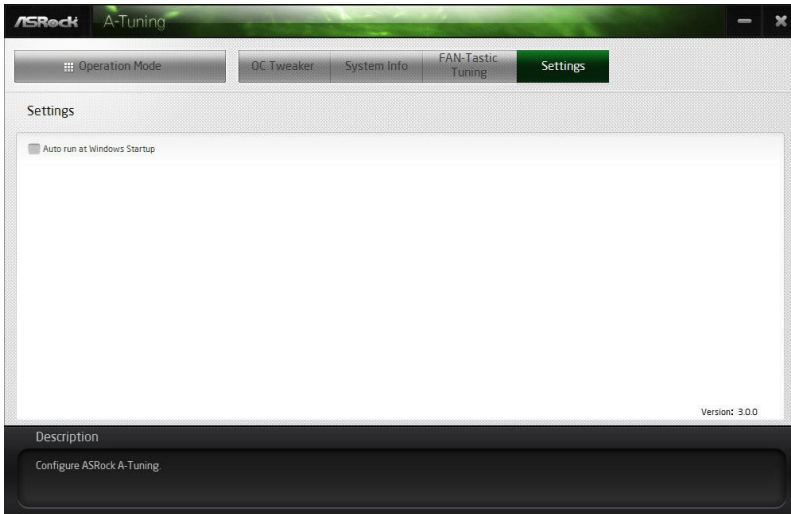 ASRock A-Tuning
Operation Mode
OC Tweaker
System Info
FAN-Tastic
Tuning
Settings
Settings
Auto run at Windows Startup
Version: 3.0.0
Description
Configure ASRock A-Tuning.